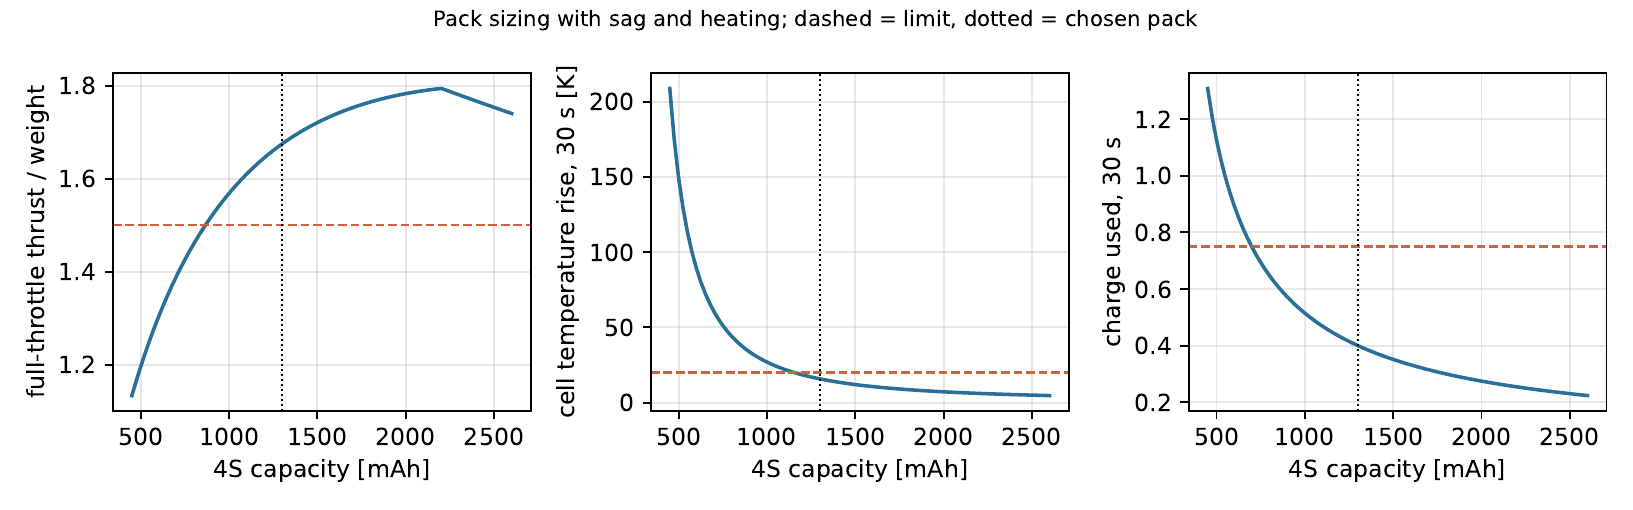 Pack sizing with sag and heating; dashed = limit, dotted = chosen pack
full-throttle thrust / weight
1.8
1.6
1.4
1.2
500 1000 1500 2000 2500
4S capacity [mAh]
cell temperature rise, 30 s [K]
200
150
100
50
0
500 1000 1500 2000 2500
4S capacity [mAh]
charge used, 30 s
1.2
1.0
0.8
0.6
0.4
0.2
500 1000 1500 2000 2500
4S capacity [mAh]